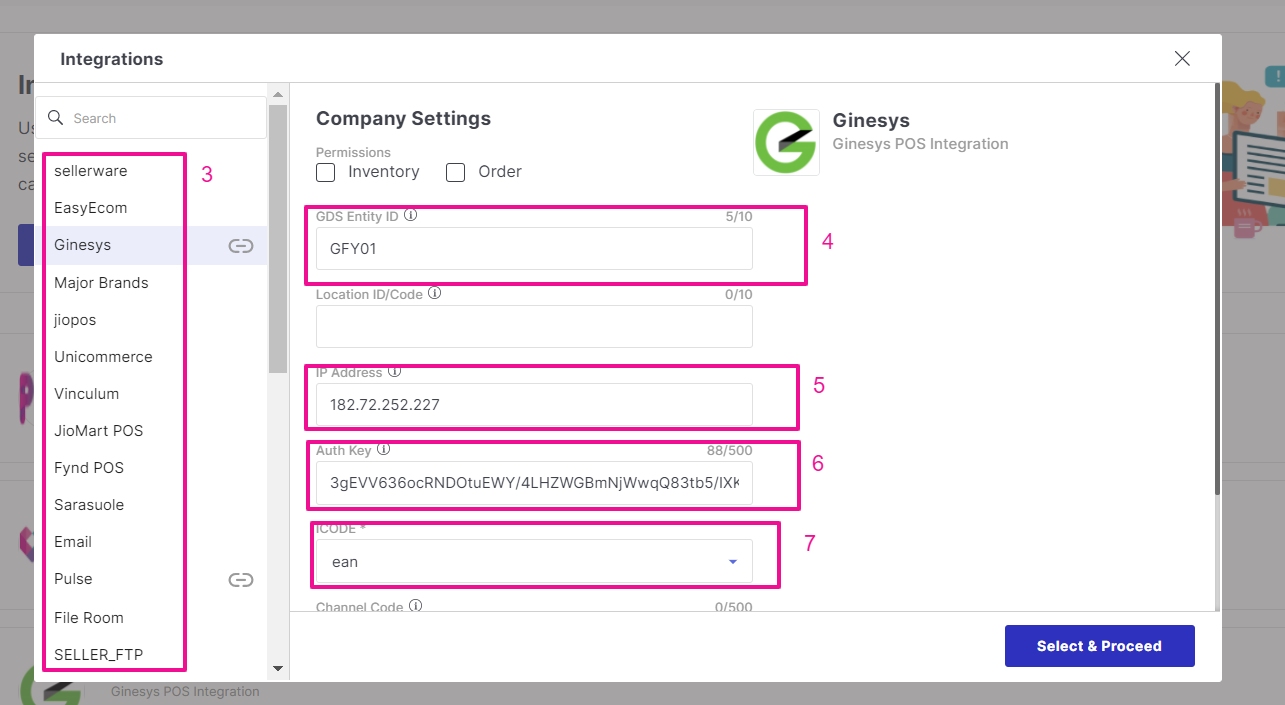 Integrations
Search
sellerware
3
EasyEcom
Ginesys
Major Brands
jiopos
Unicommerce
Vinculum
JioMart POS
Fynd POS
Sarasuole
Email
Pulse
File Room
SELLER_FTP
Company Settings
Permissions
Inventory
Order
Ginesys
Ginesys POS Integration
GDS Entity ID
5/10
GFY01
4
Location ID/Code
0/10
IP Address
182.72.252.227
5
Auth Key
88/500
3gEVV636ocRNDOtuEWY/4LHZWGBmNjWwqQ83tb5/IXK
6
ICODE *
ean
7
Channel Code
0/500
Select & Proceed
Ginesys POS Integration